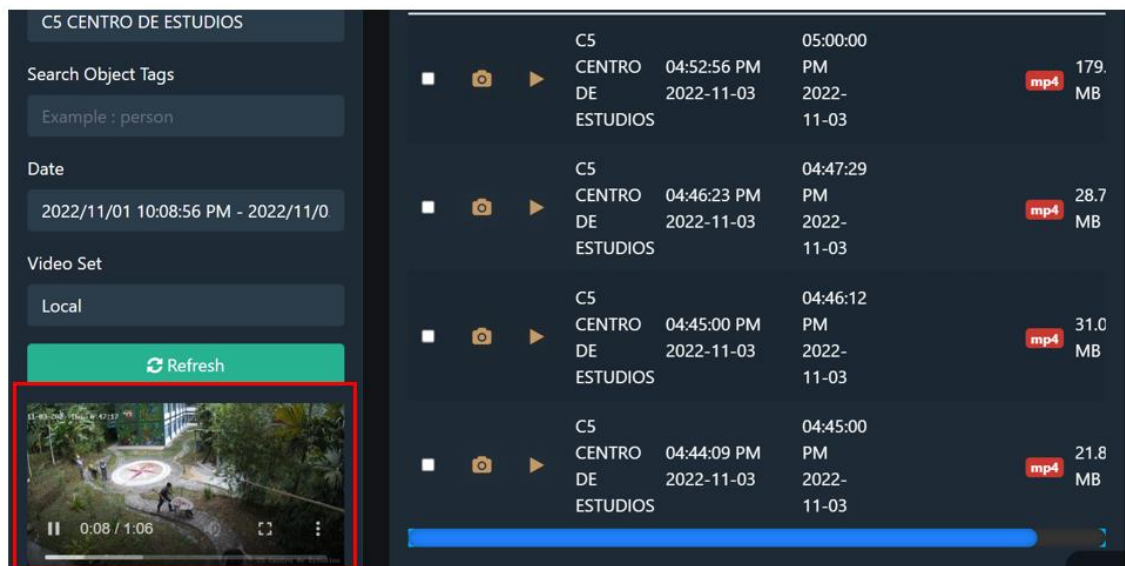 C5 CENTRO DE ESTUDIOS
Search Object Tags
Example : person
Date
2022/11/01 10:08:56 PM - 2022/11/0
Video Set
Local
Refresh
0:08 / 1:06
C5
CENTRO
DE
ESTUDIOS
04:52:56 PM
2022-11-03
05:00:00
PM
2022-
11-03
mp4
179.
MB
C5
CENTRO
DE
ESTUDIOS
04:46:23 PM
2022-11-03
04:47:29
PM
2022-
11-03
mp4
28.7
MB
C5
CENTRO
DE
ESTUDIOS
04:45:00 PM
2022-11-03
04:46:12
PM
2022-
11-03
mp4
31.0
MB
C5
CENTRO
DE
ESTUDIOS
04:44:09 PM
2022-11-03
04:45:00
PM
2022-
11-03
mp4
21.8
MB